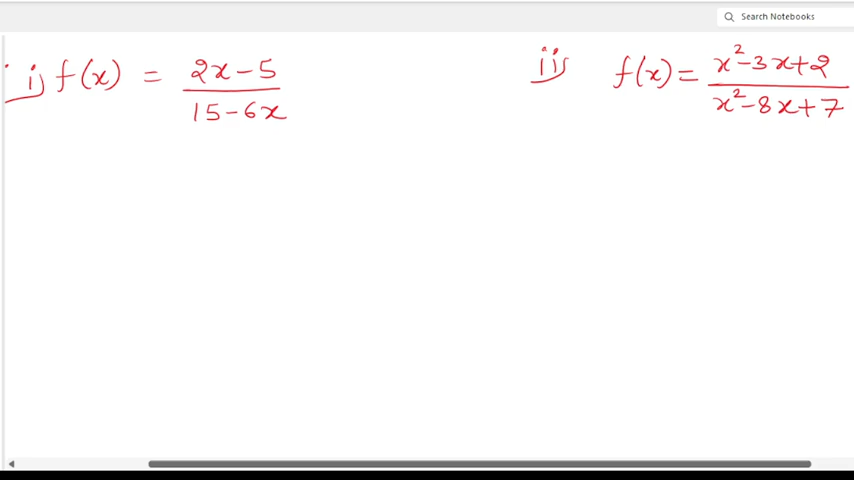 Search Notebooks
i) f(x) = (2x-5)/(15-6x)
ii) f(x) = (x²-3x+2)/(x²-8x+7)